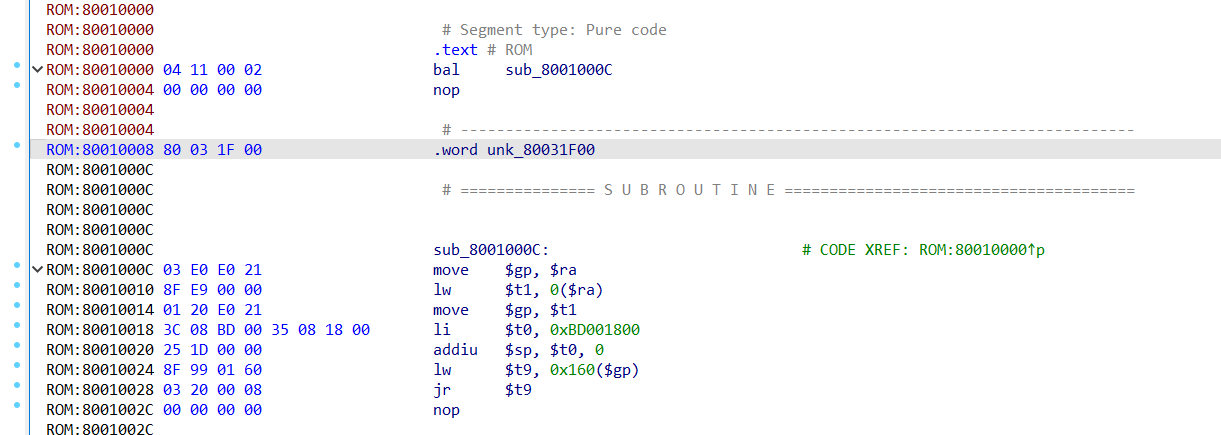 ROM:80010000
ROM:80010000 # Segment type: Pure code
ROM:80010000 .text # ROM
ROM:80010000 04 11 00 02 bal sub_8001000C
ROM:80010004 00 00 00 00 nop
ROM:80010004
ROM:80010004 # ---------------------------------------------------------------------------
ROM:80010008 80 03 1F 00 .word unk_80031F00
ROM:8001000C
ROM:8001000C # =============== S U B R O U T I N E =======================================
ROM:8001000C
ROM:8001000C
ROM:8001000C sub_8001000C: # CODE XREF: ROM:80010000↑p
ROM:8001000C 03 E0 E0 21 move $gp, $ra
ROM:80010010 8F E9 00 00 lw $t1, 0($ra)
ROM:80010014 01 20 E0 21 move $gp, $t1
ROM:80010018 3C 08 BD 00 35 08 18 00 li $t0, 0xBD001800
ROM:80010020 25 1D 00 00 addiu $sp, $t0, 0
ROM:80010024 8F 99 01 60 lw $t9, 0x160($gp)
ROM:80010028 03 20 00 08 jr $t9
ROM:8001002C 00 00 00 00 nop
ROM:8001002C